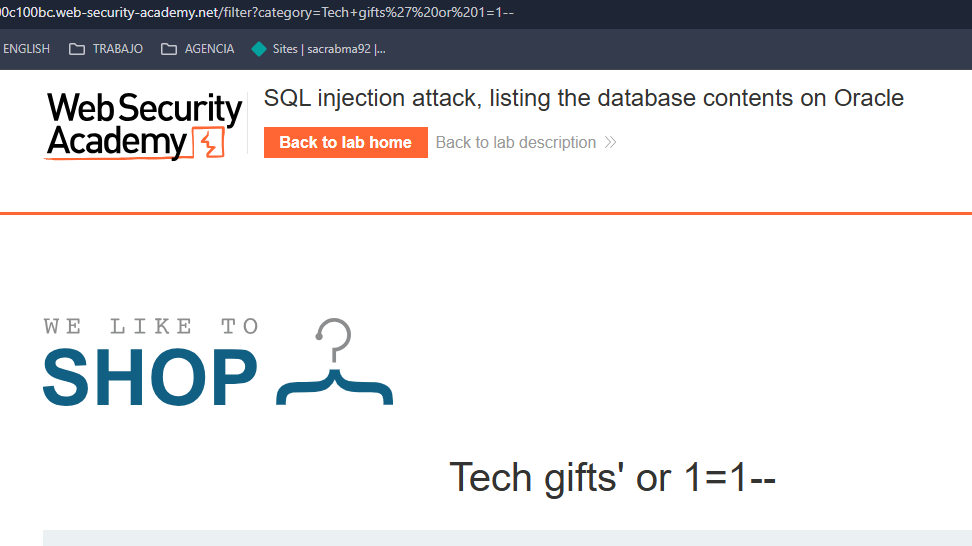 00c100bc.web-security-academy.net/filter?category=Tech+gifts%27%20or%201=1--
ENGLISH TRABAJO AGENCIA Sites | sacrabma92 |...
Web Security
Academy
SQL injection attack, listing the database contents on Oracle
Back to lab home Back to lab description
WE LIKE TO
SHOP
Tech gifts' or 1=1--